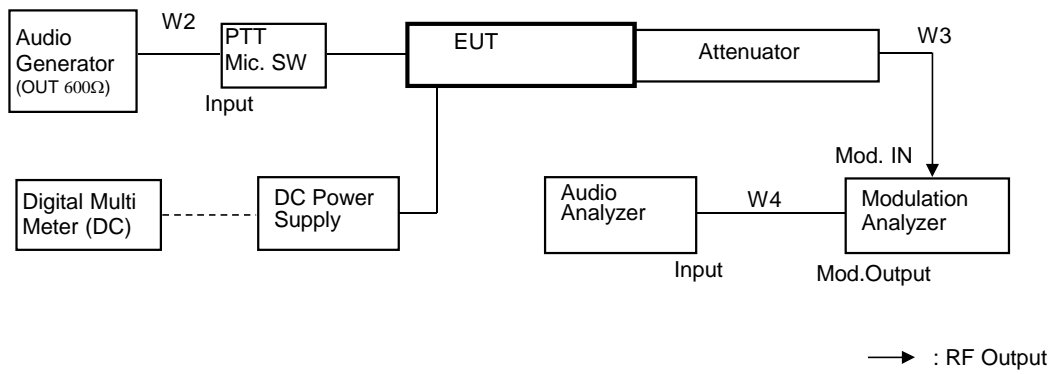 W2
Audio
Generator
(OUT 600Ω)
PTT
Mic. SW
Input
EUT
Attenuator
W3
Mod. IN
Digital Multi
Meter (DC)
DC Power
Supply
Audio
Analyzer
W4
Modulation
Analyzer
Input
Mod.Output
: RF Output